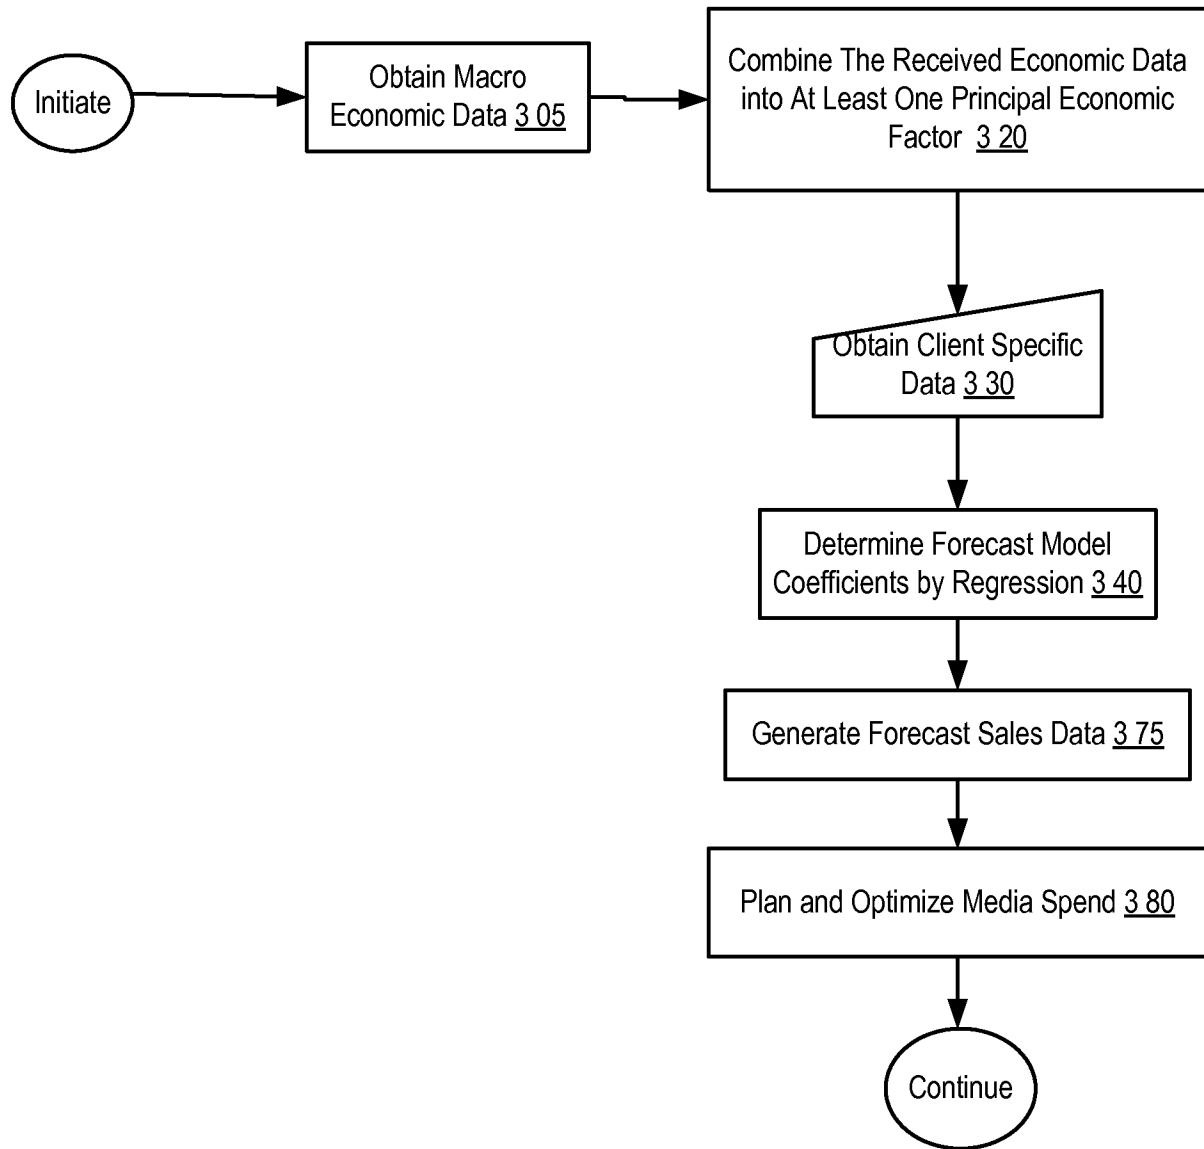 Initiate
Obtain Macro
Economic Data 3 05
Combine The Received Economic Data
into At Least One Principal Economic
Factor 3 20
Obtain Client Specific
Data 3 30
Determine Forecast Model
Coefficients by Regression 3 40
Generate Forecast Sales Data 3 75
Plan and Optimize Media Spend 3 80
Continue